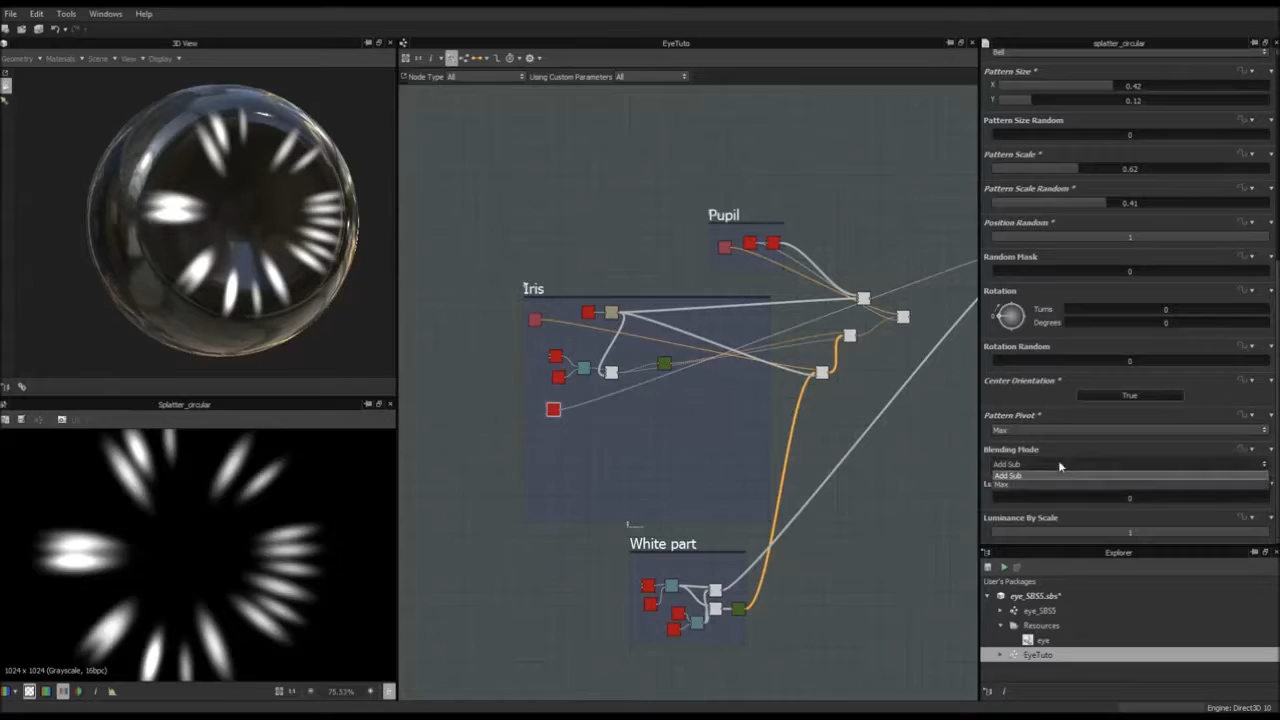 File Edit Tools Windows Help
3D View
EyeTuto
splatter_circular
Geometry Materials Scene View Display
Node Type All Using Custom Parameters All
Bell
Pattern Size *
X 0.42
Y 0.12
Pattern Size Random
0
Pattern Scale *
0.62
Pattern Scale Random *
0.41
Position Random *
1
Random Mask
0
Rotation
0 Turns 0
Degrees 0
Rotation Random
0
Center Orientation *
True
Pattern Pivot *
Max
Blending Mode
Add Sub
Add Sub
Max
0
Luminance By Scale
1
Pupil
Iris
White part
Splatter_circular
1024 x 1024 (Grayscale, 16bpc)
75.53%
Explorer
User's Packages
eye_SBS5.sbs*
eye_SBS5
Resources
eye
EyeTuto
Engine: Direct3D 10